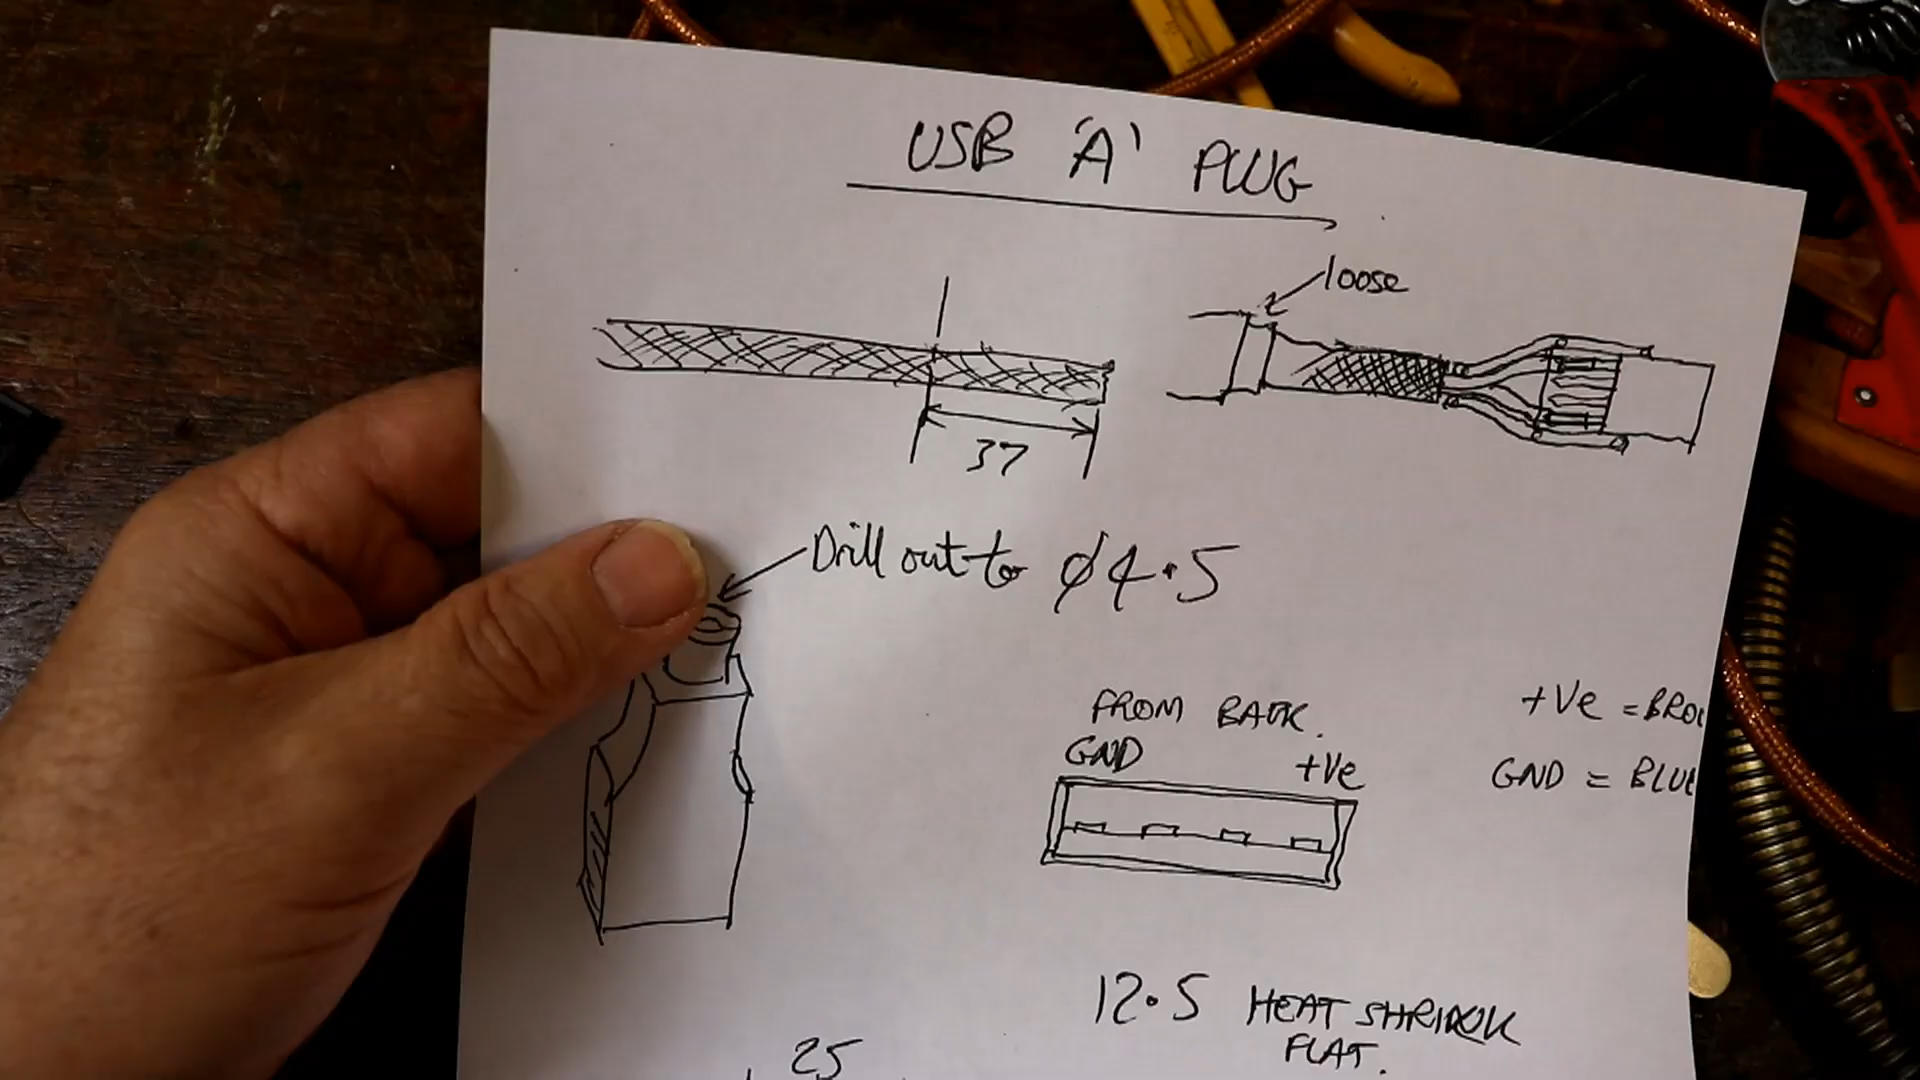 USB 'A' PLUG
loose
37
Drill out to ⌀4.5
FROM BACK.
GND +Ve
+Ve = BRO
GND = BLUE
12.5 HEAT SHRINK
FLAT.
25